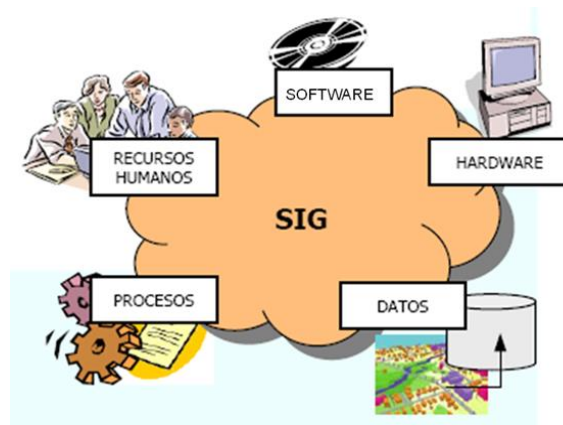 SOFTWARE
RECURSOS
HUMANOS
HARDWARE
SIG
PROCESOS
DATOS